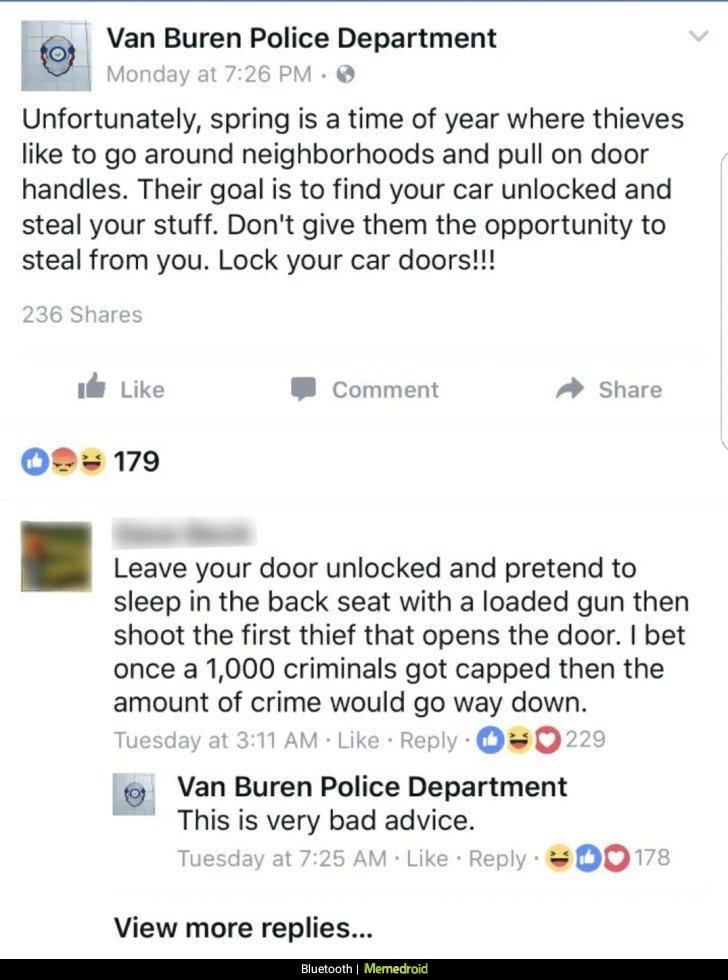 Van Buren Police Department
Monday at 7:26 PM ·
Unfortunately, spring is a time of year where thieves
like to go around neighborhoods and pull on door
handles. Their goal is to find your car unlocked and
steal your stuff. Don't give them the opportunity to
steal from you. Lock your car doors!!!
236 Shares
Like Comment Share
179
Leave your door unlocked and pretend to
sleep in the back seat with a loaded gun then
shoot the first thief that opens the door. I bet
once a 1,000 criminals got capped then the
amount of crime would go way down.
Tuesday at 3:11 AM · Like · Reply · 229
Van Buren Police Department
This is very bad advice.
Tuesday at 7:25 AM · Like · Reply · 178
View more replies...
Bluetooth | Memedroid